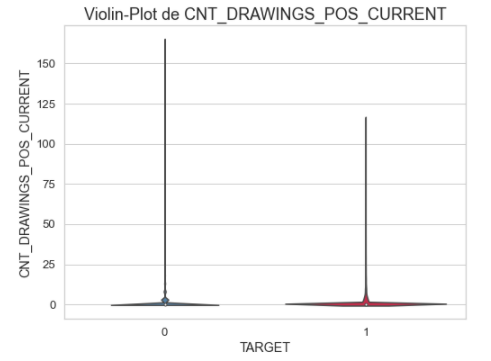 Violin-Plot de CNT_DRAWINGS_POS_CURRENT
CNT_DRAWINGS_POS_CURRENT
150
125
100
75
50
25
0
0 1
TARGET